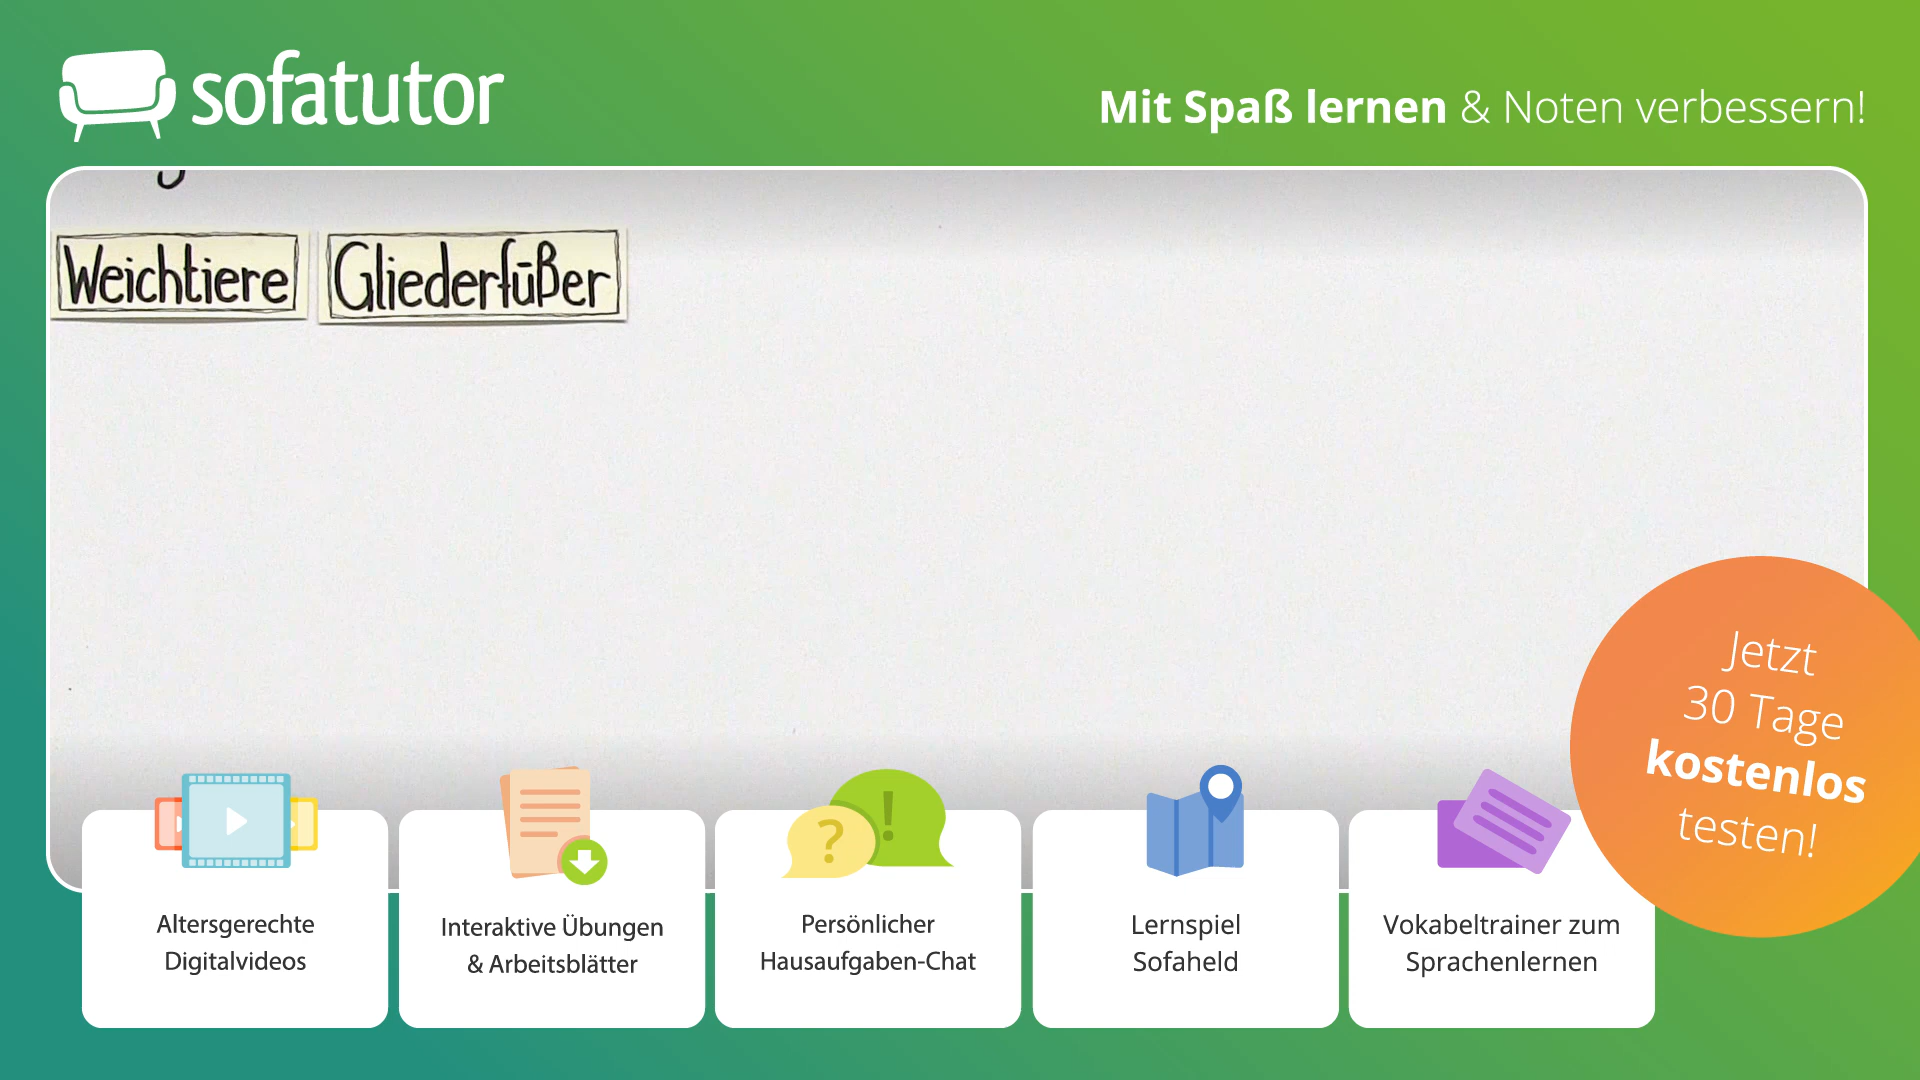 sofatutor
Mit Spaß lernen & Noten verbessern!
Weichtiere Gliederfüßer
Jetzt
30 Tage
kostenlos
testen!
Altersgerechte
Digitalvideos
Interaktive Übungen
& Arbeitsblätter
Persönlicher
Hausaufgaben-Chat
Lernspiel
Sofaheld
Vokabeltrainer zum
Sprachenlernen